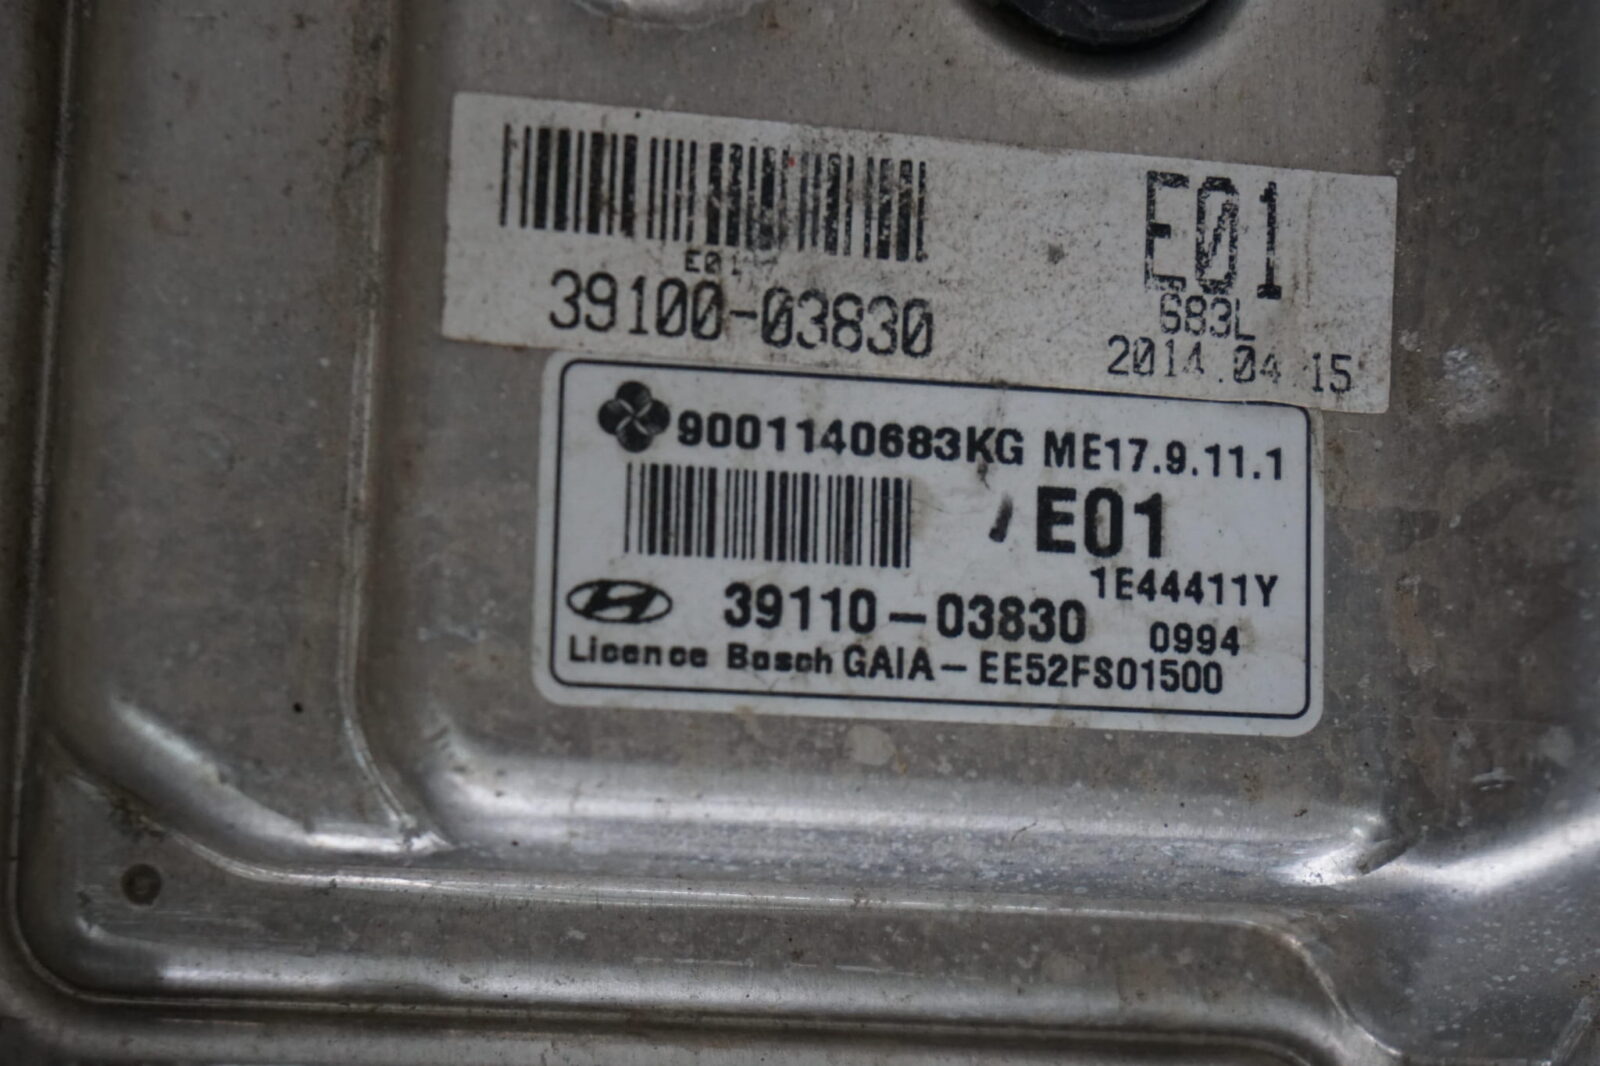 E01
39100-03830
E01
683L
2014.04.15
9001140683KG ME17.9.11.1
E01
1E44411Y
39110-03830
0994
Licence Bosch GAIA-EE52FS01500